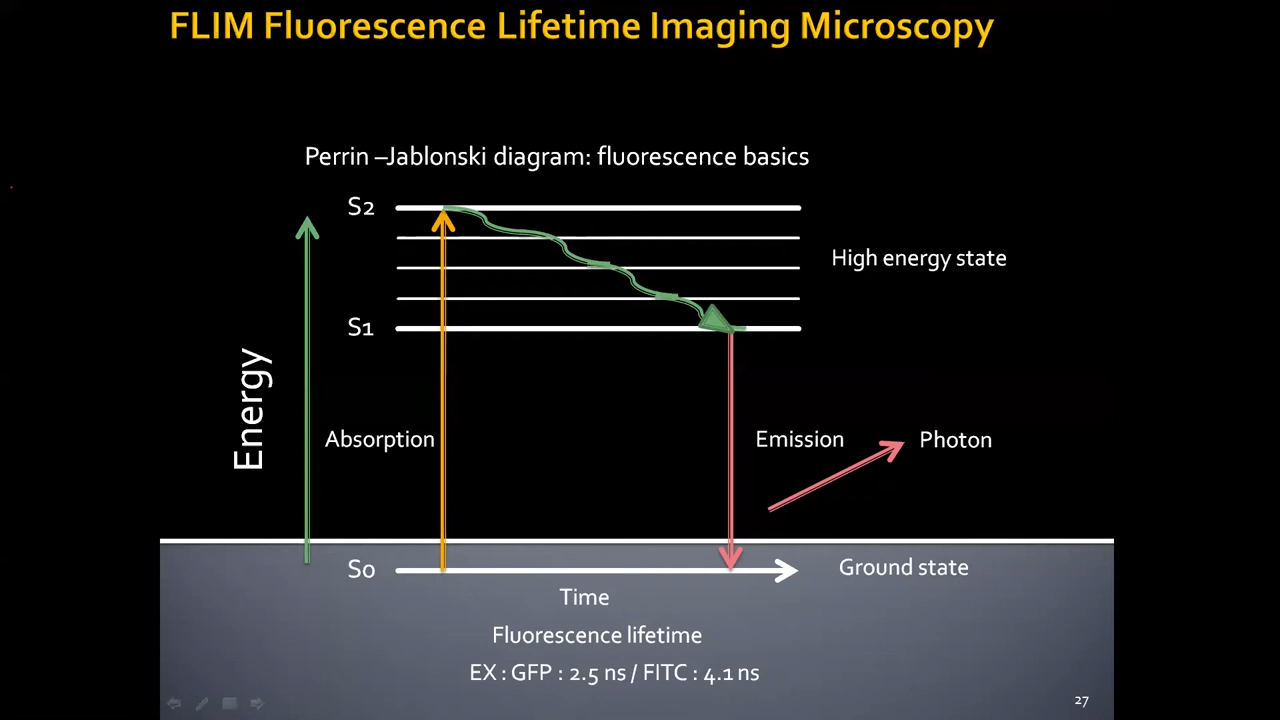 FLIM Fluorescence Lifetime Imaging Microscopy
Perrin –Jablonski diagram: fluorescence basics
S2
High energy state
S1
Energy
Absorption
Emission
Photon
S0
Ground state
Time
Fluorescence lifetime
EX : GFP : 2.5 ns / FITC : 4.1 ns
27